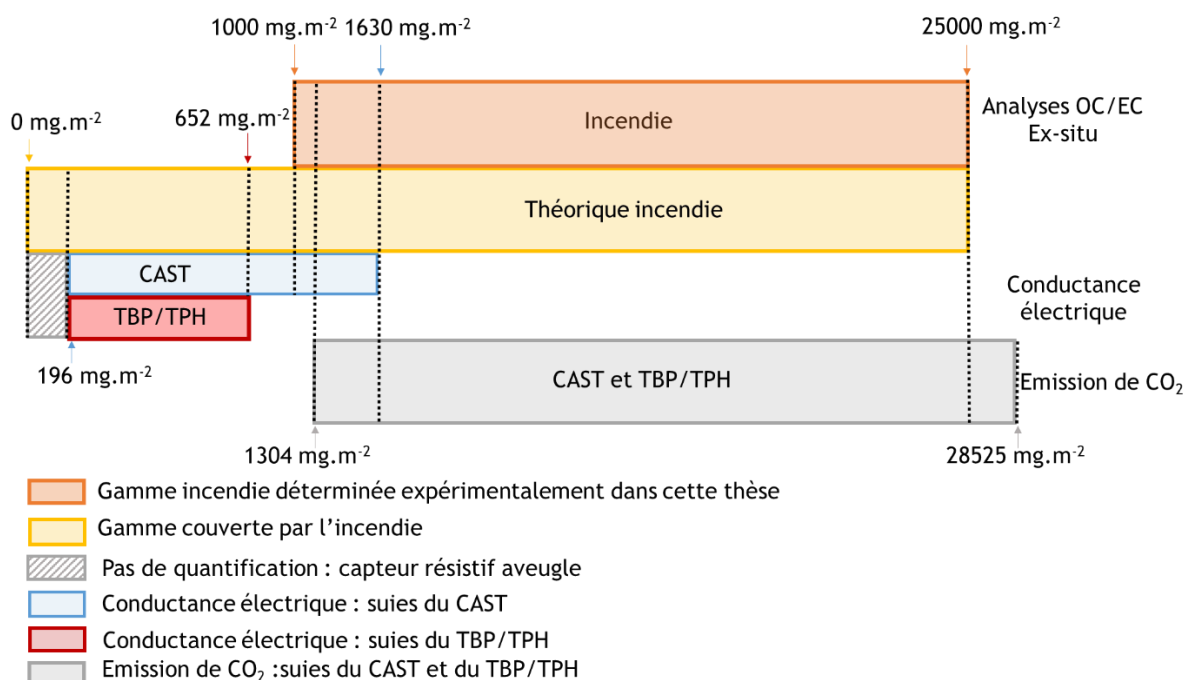 1000 mg.m-2
1630 mg.m-2
25000 mg.m-2
0 mg.m-2
652 mg.m-2
Incendie
Analyses OC/EC
Ex-situ
Théorique incendie
CAST
TBP/TPH
Conductance
électrique
196 mg.m-2
CAST et TBP/TPH
Emission de CO2
1304 mg.m-2
28525 mg.m-2
Gamme incendie déterminée expérimentalement dans cette thèse
Gamme couverte par l'incendie
Pas de quantification : capteur résistif aveugle
Conductance électrique : suies du CAST
Conductance électrique : suies du TBP/TPH
Emission de CO2 :suies du CAST et du TBP/TPH